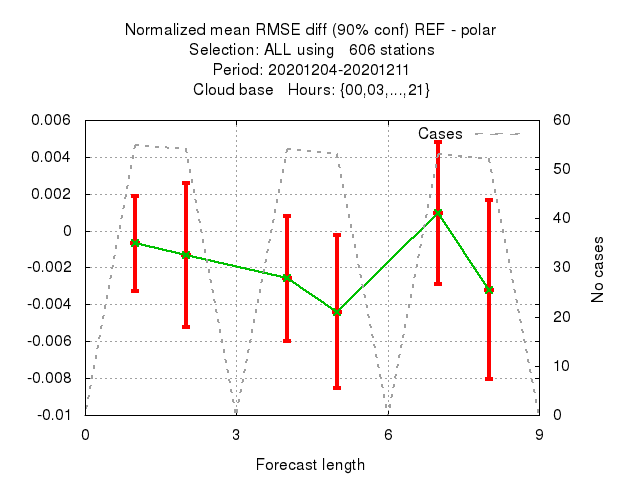 Normalized mean RMSE diff (90% conf) REF - polar
Selection: ALL using   606 stations
Period: 20201204-20201211
Cloud base   Hours: {00,03,...,21}
Cases
0.006
0.004
0.002
0
-0.002
-0.004
-0.006
-0.008
-0.01
60
50
40
30
20
10
0
No cases
0 3 6 9
Forecast length